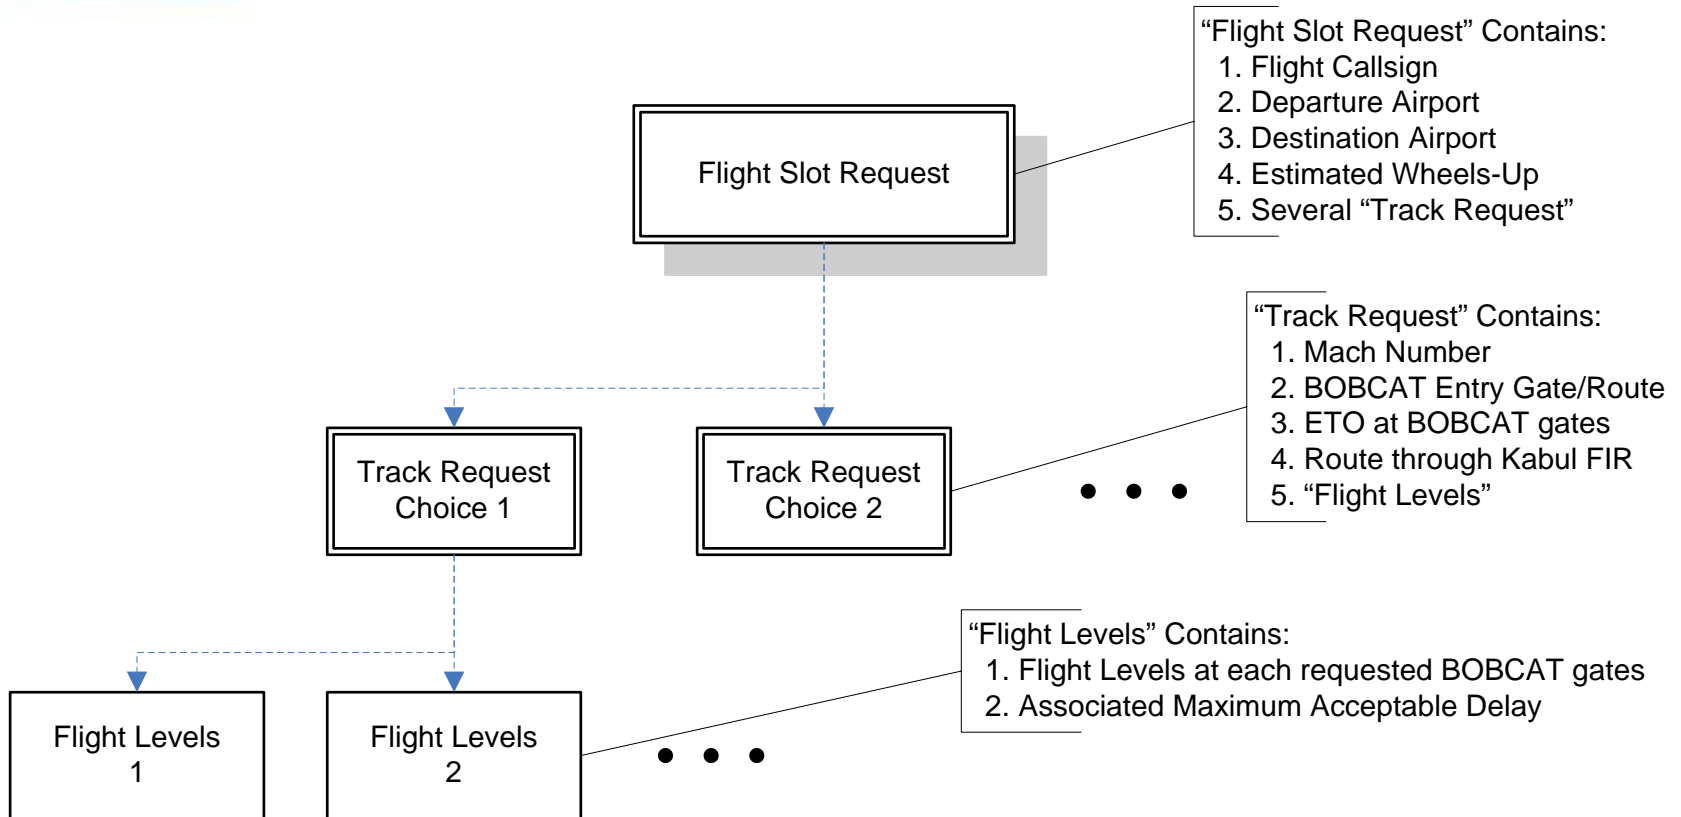 “Flight Slot Request” Contains:
1. Flight Callsign
2. Departure Airport
3. Destination Airport
4. Estimated Wheels-Up
5. Several “Track Request”
Flight Slot Request
“Track Request” Contains:
1. Mach Number
2. BOBCAT Entry Gate/Route
3. ETO at BOBCAT gates
4. Route through Kabul FIR
5. “Flight Levels”
Track Request
Choice 1
Track Request
Choice 2
“Flight Levels” Contains:
1. Flight Levels at each requested BOBCAT gates
2. Associated Maximum Acceptable Delay
Flight Levels
1
Flight Levels
2